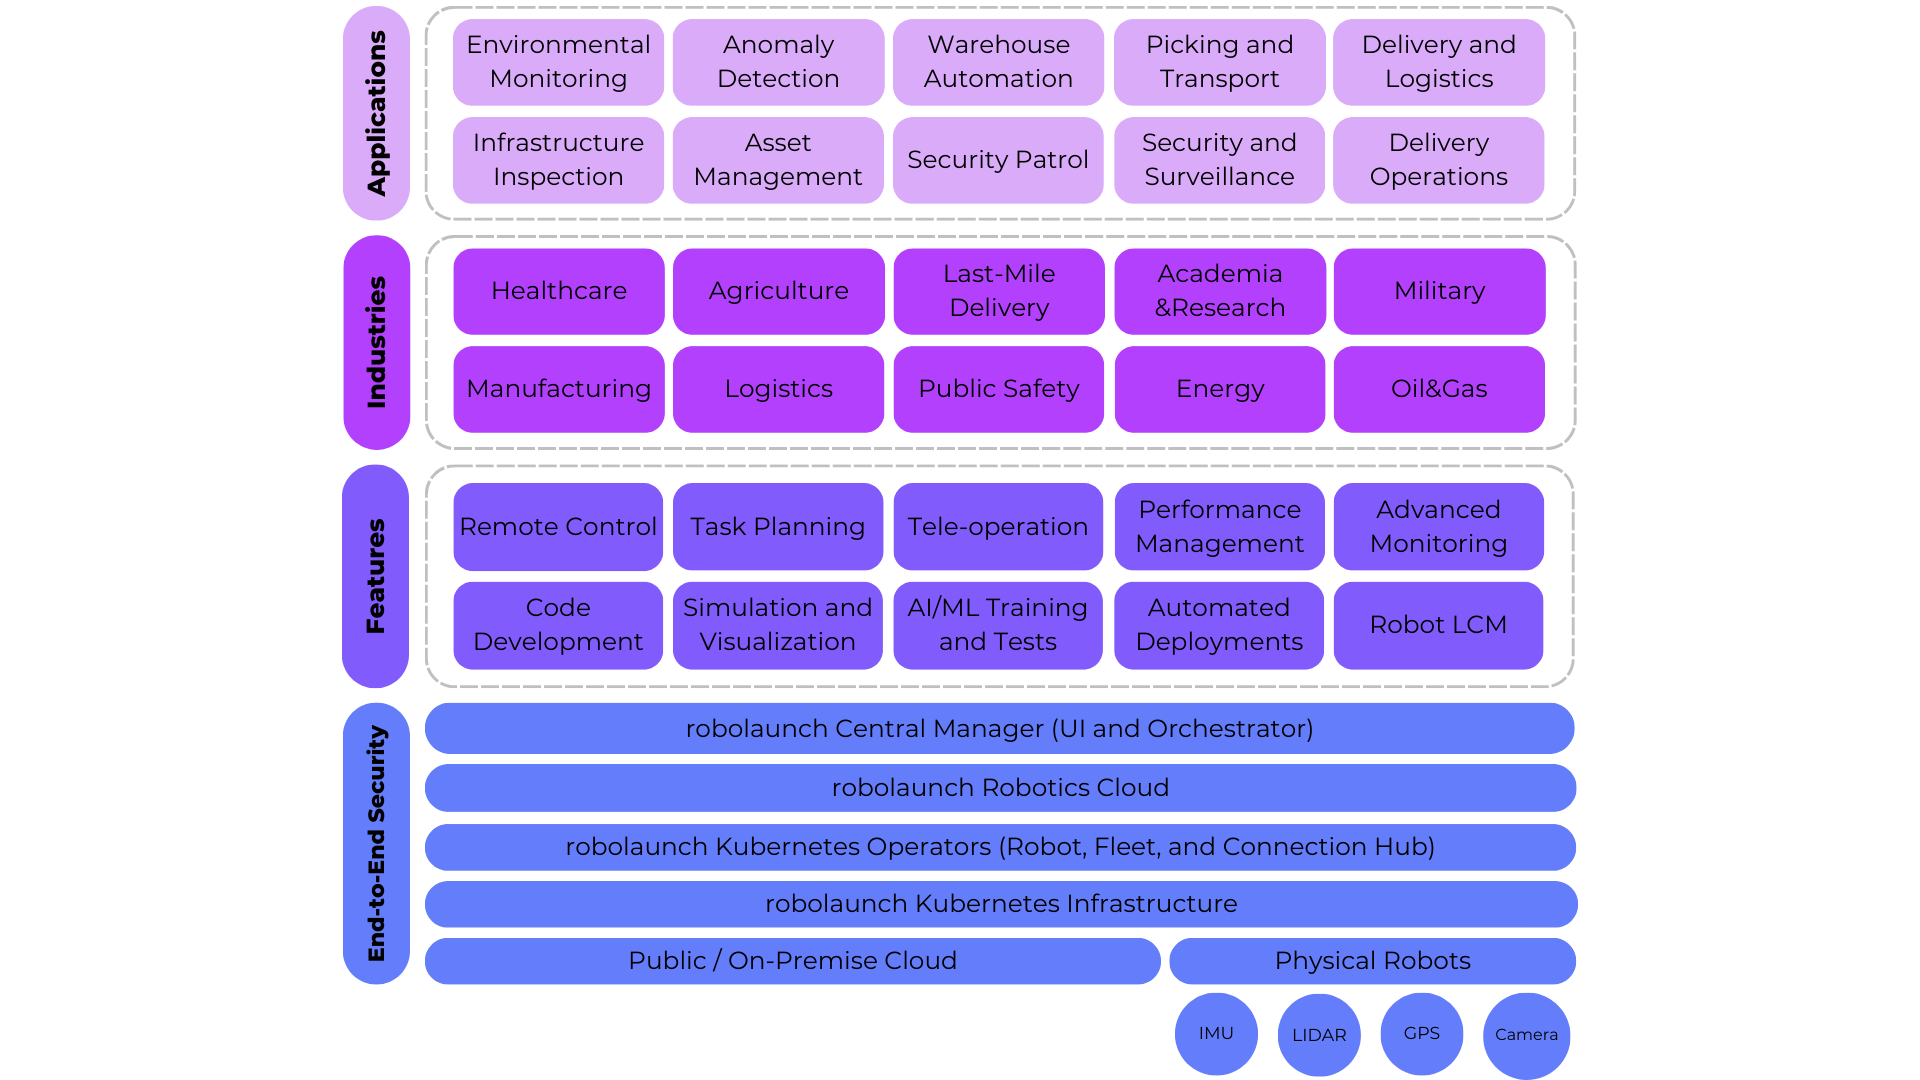 Applications
Environmental
Monitoring
Anomaly
Detection
Warehouse
Automation
Picking and
Transport
Delivery and
Logistics
Infrastructure
Inspection
Asset
Management
Security Patrol
Security and
Surveillance
Delivery
Operations
Industries
Healthcare
Agriculture
Last-Mile
Delivery
Academia
&Research
Military
Manufacturing
Logistics
Public Safety
Energy
Oil&Gas
Features
Remote Control
Task Planning
Tele-operation
Performance
Management
Advanced
Monitoring
Code
Development
Simulation and
Visualization
AI/ML Training
and Tests
Automated
Deployments
Robot LCM
End-to-End Security
robolaunch Central Manager (UI and Orchestrator)
robolaunch Robotics Cloud
robolaunch Kubernetes Operators (Robot, Fleet, and Connection Hub)
robolaunch Kubernetes Infrastructure
Public / On-Premise Cloud
Physical Robots
IMU
LIDAR
GPS
Camera